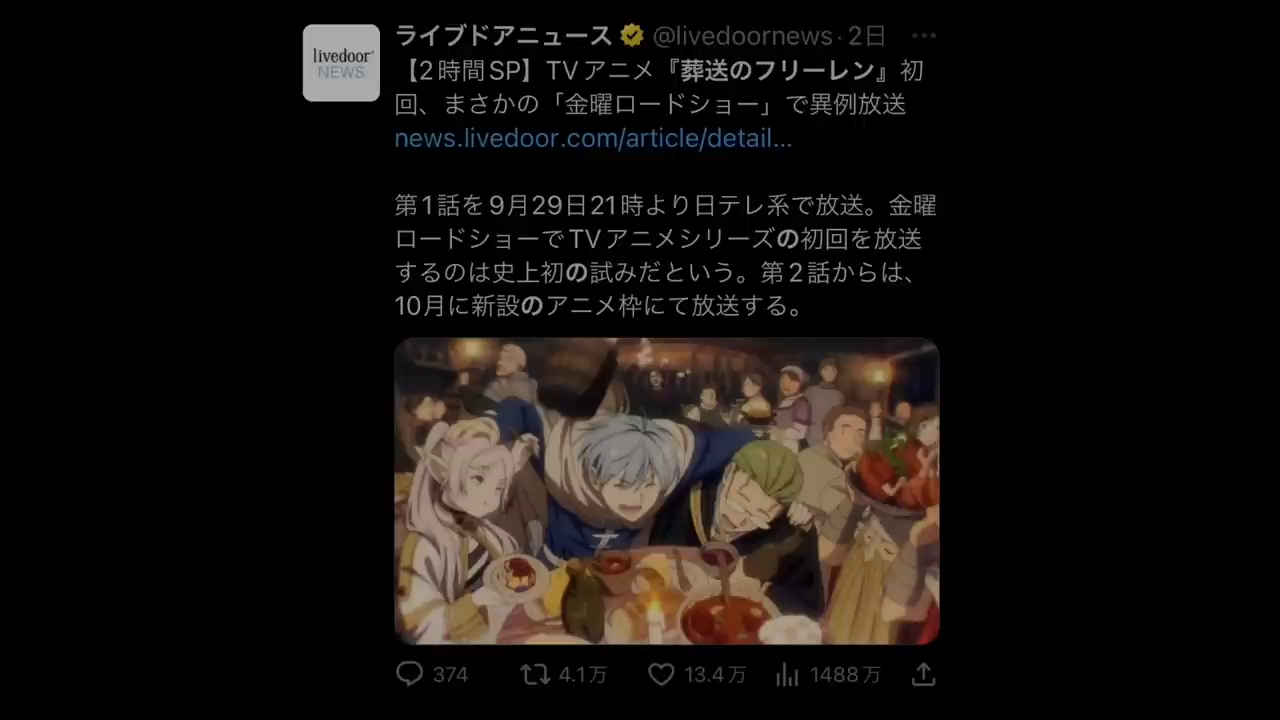 livedoor
NEWS
ライブドアニュース @livedoornews·2日
【2時間SP】TVアニメ『葬送のフリーレン』初
回、まさかの「金曜ロードショー」で異例放送
news.livedoor.com/article/detail...
第1話を9月29日21時より日テレ系で放送。金曜
ロードショーでTVアニメシリーズの初回を放送
するのは史上初の試みだという。第2話からは、
10月に新設のアニメ枠にて放送する。
374 4.1万 13.4万 1488万